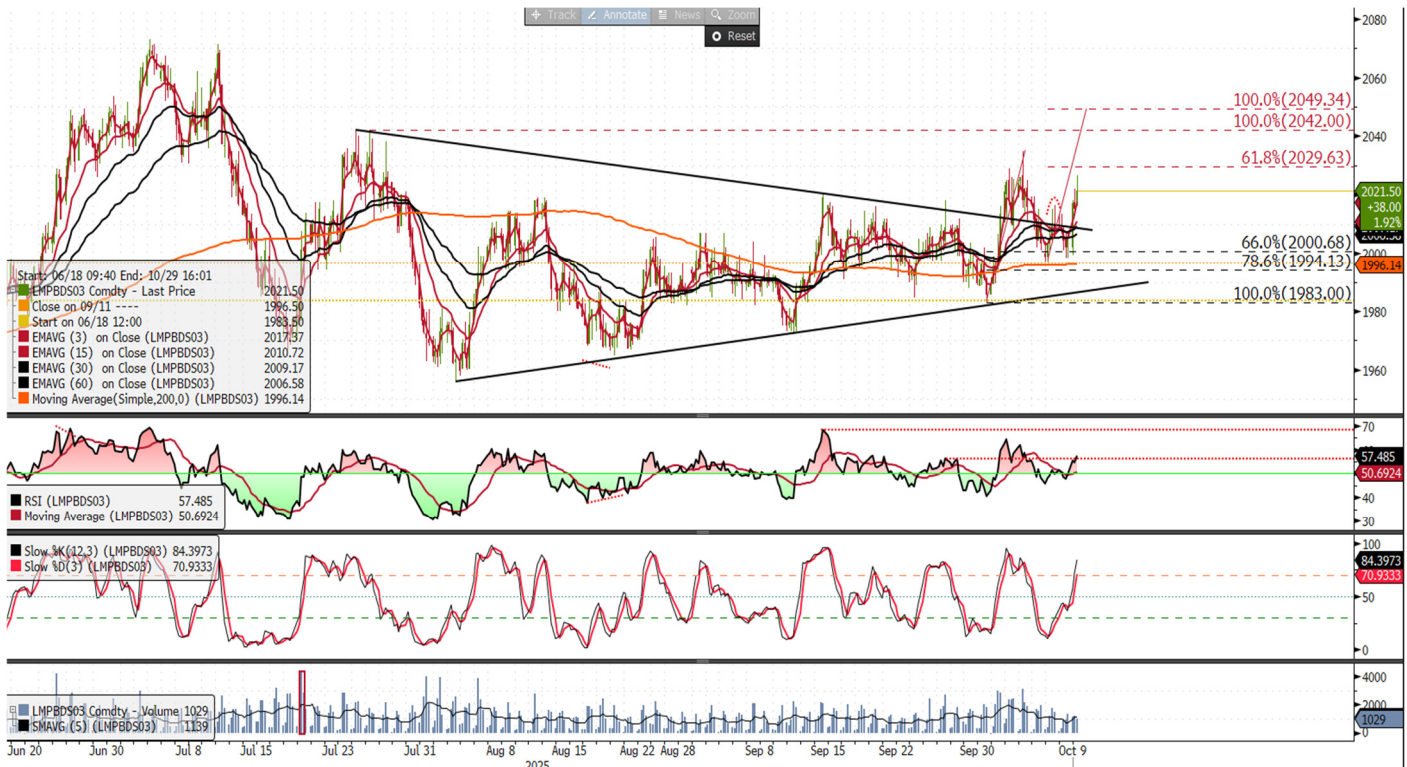 Track Annotate News Zoom
Reset
2080
2060
2040
2000
1980
1960
100.0%(2049.34)
100.0%(2042.00)
61.8%(2029.63)
66.0%(2000.68)
78.6%(1994.13)
100.0%(1983.00)
2021.50
+38.00
1.92%
1996.14
Start: 06/18 09:40 End: 10/29 16:01
LMPBDS03 Comdty - Last Price 2021.50
Close on 09/11 ---- 1996.50
Start on 06/18 12:00 1983.50
EMAVG (3) on Close (LMPBDS03) 2017.37
EMAVG (15) on Close (LMPBDS03) 2010.72
EMAVG (30) on Close (LMPBDS03) 2009.17
EMAVG (60) on Close (LMPBDS03) 2006.58
Moving Average(Simple,200,0) (LMPBDS03) 1996.14
70
57.485
50.6924
40
30
RSI (LMPBDS03) 57.485
Moving Average (LMPBDS03) 50.6924
Slow %K(12,3) (LMPBDS03) 84.3973
Slow %D(3) (LMPBDS03) 70.9333
100
84.3973
70.9333
50
0
LMPBDS03 Comdty - Volume 1029
SMAVG (5) (LMPBDS03) 1139
4000
2000
1029
0
Jun 20 Jun 30 Jul 8 Jul 15 Jul 23 Jul 31 Aug 8 Aug 15 Aug 22 Aug 28 Sep 8 Sep 15 Sep 22 Sep 30 Oct 9
2025